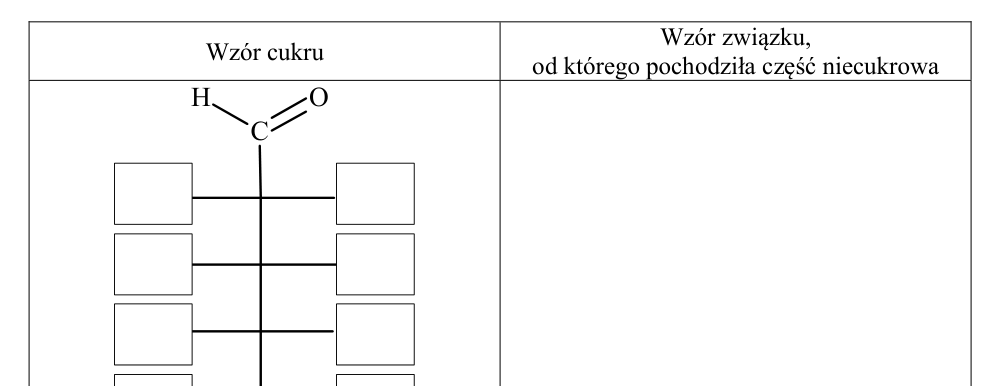 Wzór cukru
Wzór związku,
od którego pochodziła część niecukrowa
H O
C